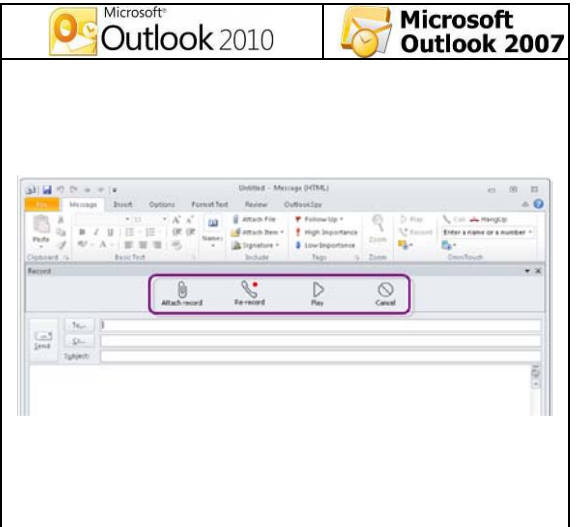 Microsoft®
Outlook 2010
Microsoft
Outlook 2007
Untitled - Message (HTML)
File Message Insert Options Format Text Review OutlookSpy
Paste
11
Names
Attach File
Attach Item
Signature
Follow Up
High Importance
Low Importance
Zoom
Play
Record
Call HangUp
Enter a name or a number
Clipboard Basic Text Include Tags Zoom OmniTouch
Record
Attach record Re-record Play Cancel
To...
Cc...
Send
Subject: